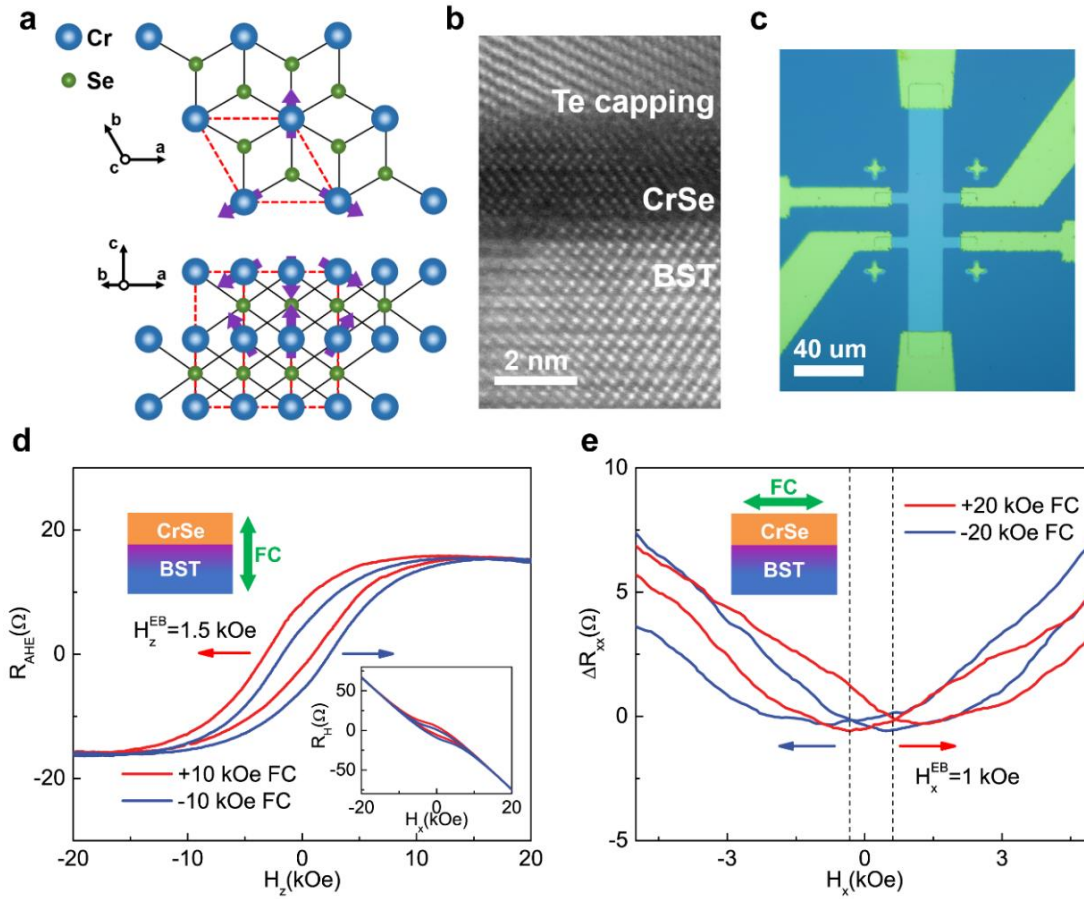 a
Cr
Se
b
a
c
c
b
a
b
Te capping
CrSe
BST
2 nm
c
40 um
d
R_AHE(Ω)
20
0
-20
-20
-10
0
10
20
H_z(kOe)
CrSe
BST
FC
H_z^EB=1.5 kOe
+10 kOe FC
-10 kOe FC
R_H(Ω)
50
0
-50
-20
0
20
H_x(kOe)
e
ΔR_xx(Ω)
10
5
0
-5
-3
0
3
H_x(kOe)
FC
CrSe
BST
+20 kOe FC
-20 kOe FC
H_x^EB=1 kOe